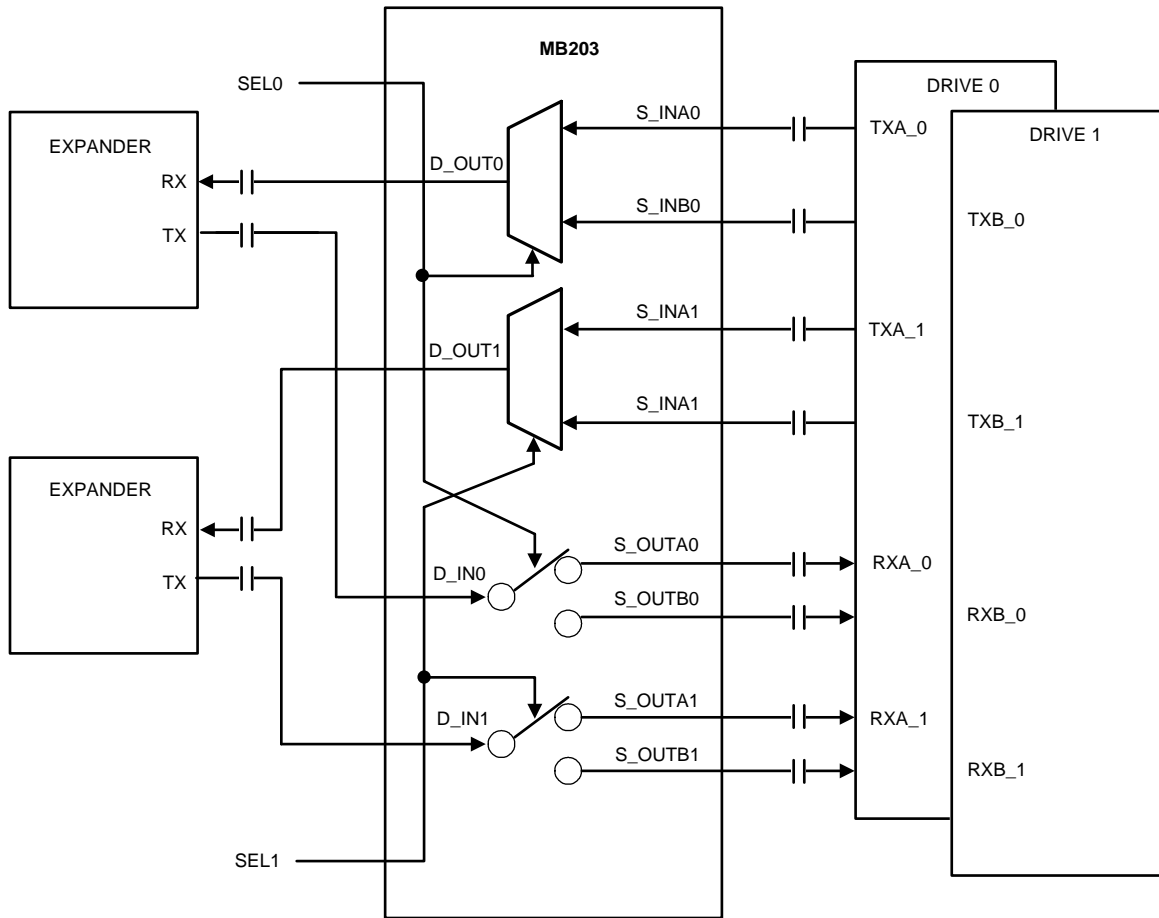 MB203
SEL0
DRIVE 0
DRIVE 1
EXPANDER
RX
TX
D_OUT0
S_INA0
TXA_0
S_INB0
TXB_0
S_INA1
TXA_1
D_OUT1
S_INA1
TXB_1
EXPANDER
RX
TX
D_IN0
S_OUTA0
RXA_0
S_OUTB0
RXB_0
D_IN1
S_OUTA1
RXA_1
S_OUTB1
RXB_1
SEL1